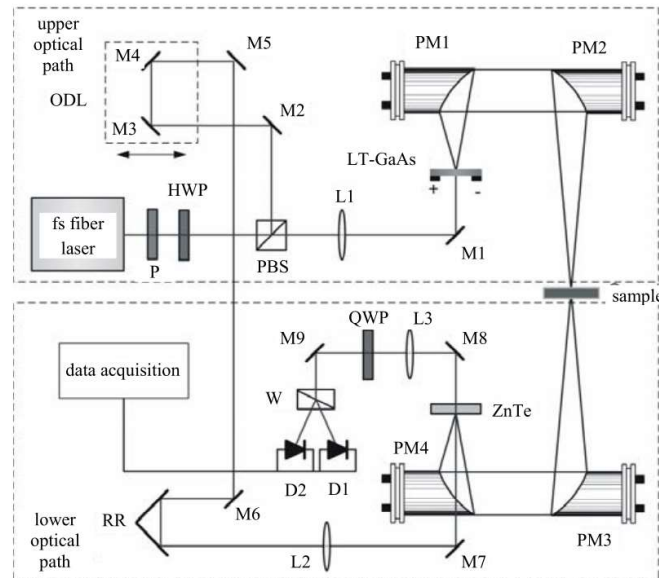 upper
optical
path
M4
M5
PM1
PM2
ODL
M3
M2
LT-GaAs
+
-
HWP
L1
fs fiber
laser
P
PBS
M1
sample
QWP
L3
M9
M8
data acquisition
W
ZnTe
PM4
D2
D1
RR
M6
lower
optical
path
L2
M7
PM3